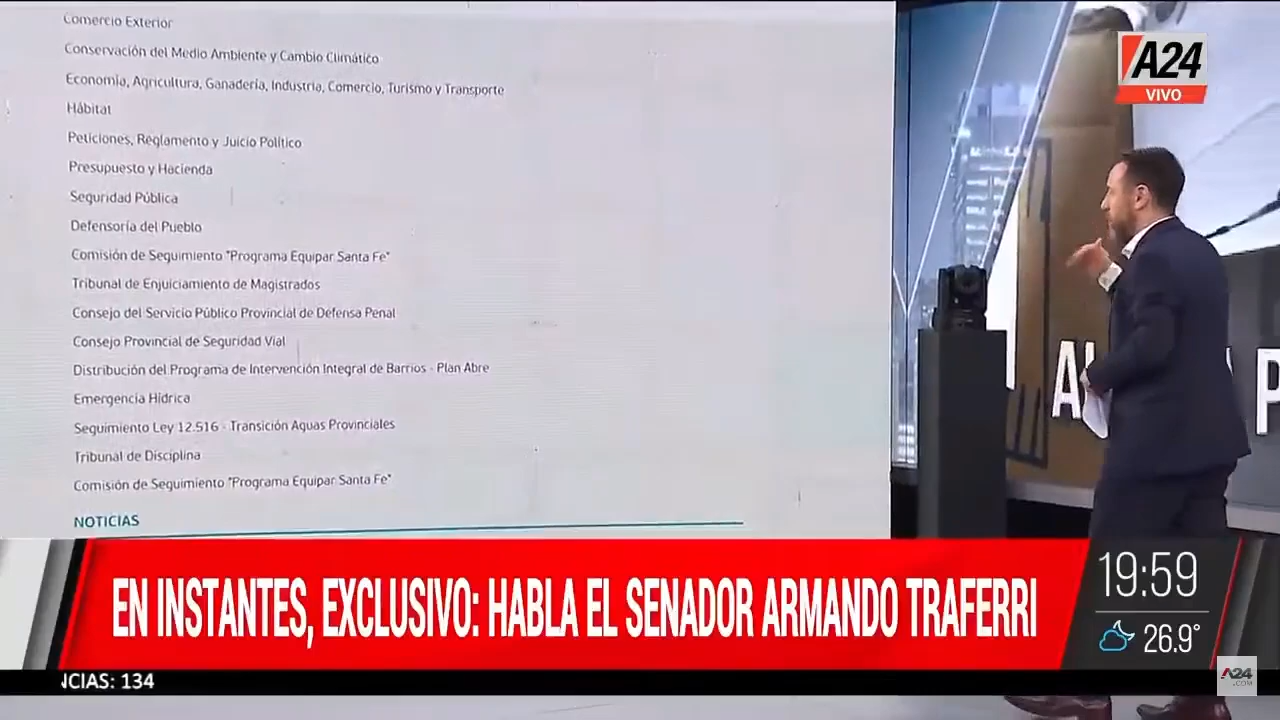 Comercio Exterior
Conservación del Medio Ambiente y Cambio Climático
Economía, Agricultura, Ganadería, Industria, Comercio, Turismo y Transporte
Hábitat
Peticiones, Reglamento y Juicio Político
Presupuesto y Hacienda
Seguridad Pública
Defensoría del Pueblo
Comisión de Seguimiento "Programa Equipar Santa Fe"
Tribunal de Enjuiciamiento de Magistrados
Consejo del Servicio Público Provincial de Defensa Penal
Consejo Provincial de Seguridad Vial
Distribución del Programa de Intervención Integral de Barrios - Plan Abre
Emergencia Hídrica
Seguimiento Ley 12.516 - Transición Aguas Provinciales
Tribunal de Disciplina
Comisión de Seguimiento "Programa Equipar Santa Fe"
NOTICIAS
A24
VIVO
EN INSTANTES, EXCLUSIVO: HABLA EL SENADOR ARMANDO TRAFERRI
19:59
26.9°
NCIAS: 134
A24
.COM